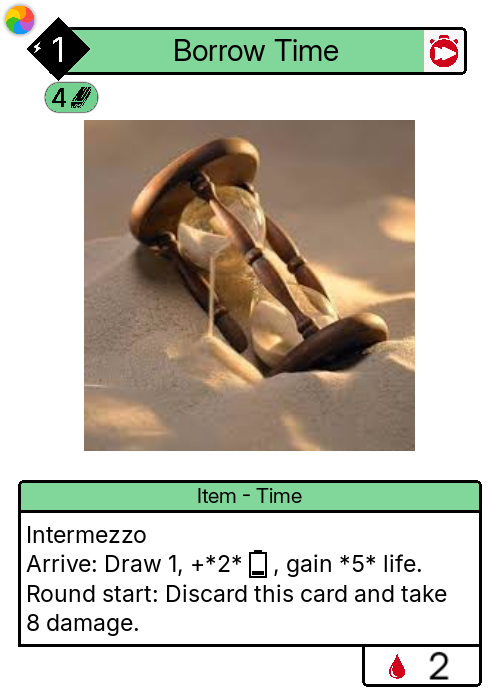 1
Borrow Time
4
Item - Time
Intermezzo
Arrive: Draw 1, +*2* , gain *5* life.
Round start: Discard this card and take
8 damage.
2